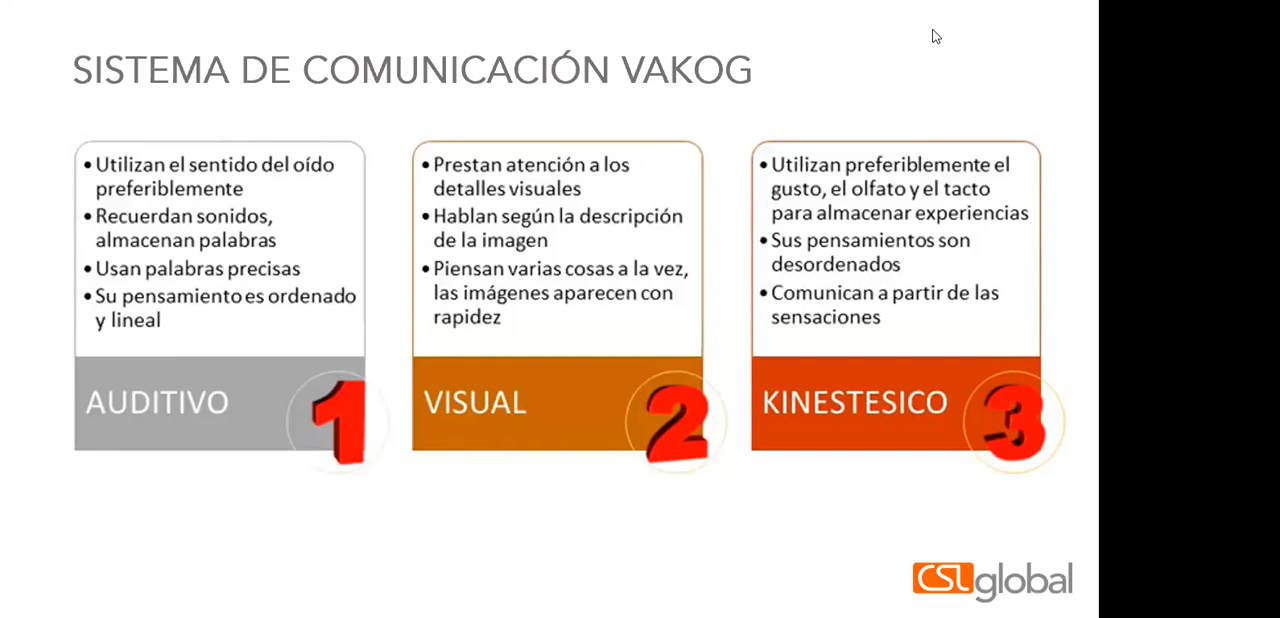 SISTEMA DE COMUNICACIÓN VAKOG
• Utilizan el sentido del oído
preferiblemente
• Recuerdan sonidos,
almacenan palabras
• Usan palabras precisas
• Su pensamiento es ordenado
y lineal
AUDITIVO
1
• Prestan atención a los
detalles visuales
• Hablan según la descripción
de la imagen
• Piensan varias cosas a la vez,
las imágenes aparecen con
rapidez
VISUAL
2
• Utilizan preferiblemente el
gusto, el olfato y el tacto
para almacenar experiencias
• Sus pensamientos son
desordenados
• Comunican a partir de las
sensaciones
KINESTESICO
3
CSL global